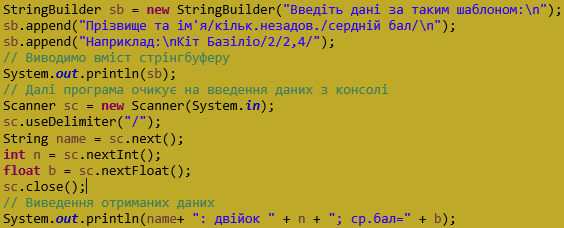 StringBuilder sb = new StringBuilder("Введіть дані за таким шаблоном:\n");
sb.append("Прізвище та ім'я/кільк.незадов./сердній бал/\n");
sb.append("Наприклад:\nКіт Базіліо/2/2,4/");
// Виводимо вміст стрінгбуферу
System.out.println(sb);
// Далі програма очикує на введення даних з консолі
Scanner sc = new Scanner(System.in);
sc.useDelimiter("/");
String name = sc.next();
int n = sc.nextInt();
float b = sc.nextFloat();
sc.close();
// Виведення отриманих даних
System.out.println(name+ ": двійок " + n + "; ср.бал=" + b);